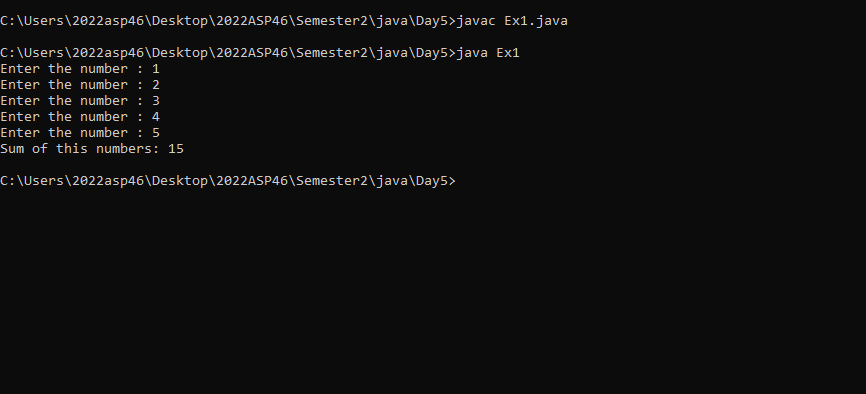 C:\Users\2022asp46\Desktop\2022ASP46\Semester2\java\Day5>javac Ex1.java
C:\Users\2022asp46\Desktop\2022ASP46\Semester2\java\Day5>java Ex1
Enter the number : 1
Enter the number : 2
Enter the number : 3
Enter the number : 4
Enter the number : 5
Sum of this numbers: 15
C:\Users\2022asp46\Desktop\2022ASP46\Semester2\java\Day5>